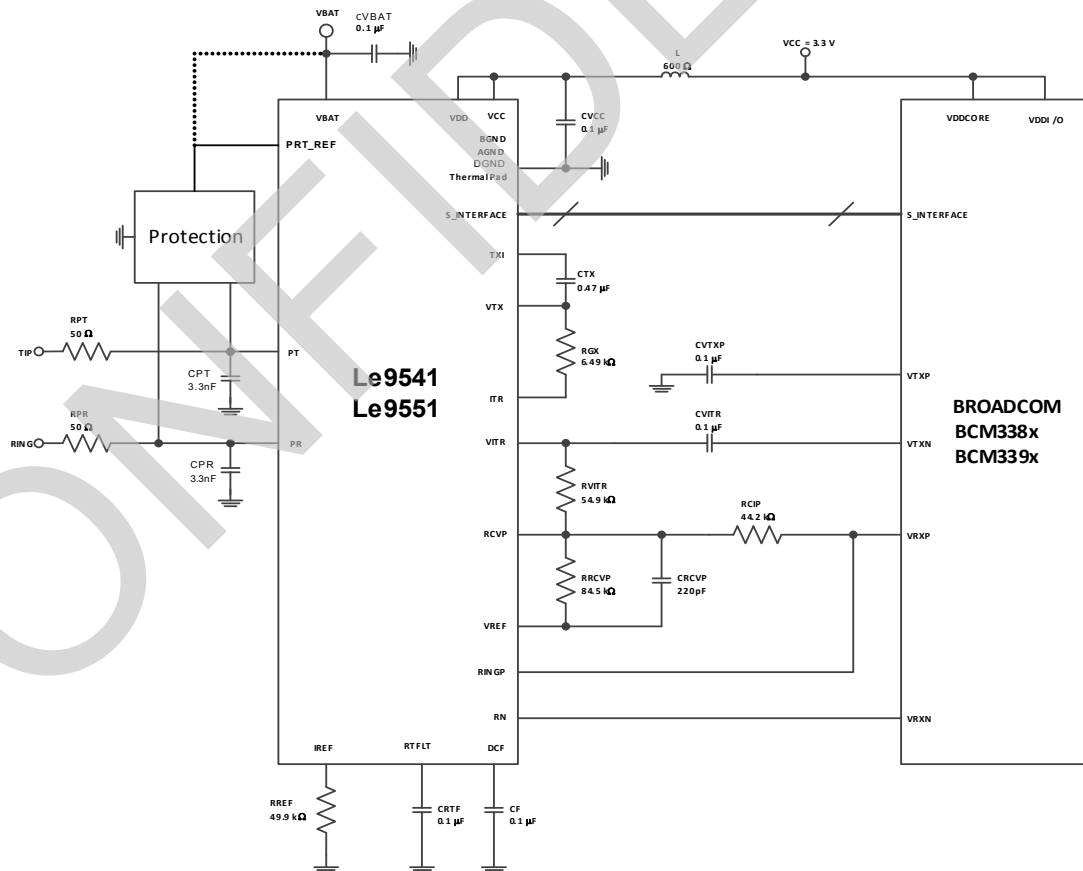 VBAT
CVBAT
0.1 µF
VCC = 3.3 V
L
600 Ω
VBAT
VDD
VCC
CVCC
0.1 µF
VDDCORE
VDDI /O
PRT_REF
BGND
AGND
DGND
Thermal Pad
Protection
S_INTERFACE
S_INTERFACE
TXI
CTX
0.47 µF
VTX
RPT
50 Ω
TIP
PT
RGX
6.49 kΩ
CVTXP
0.1 µF
VTXP
CPT
3.3nF
Le9541
Le9551
ITR
BROADCOM
BCM338x
BCM339x
RPR
50 Ω
RING
PR
VITR
CVITR
0.1 µF
VTXN
CPR
3.3nF
RVITR
54.9 kΩ
RCIP
44.2 kΩ
RCVP
VRXP
RRCVP
84.5 kΩ
CRCVP
220pF
VREF
RINGP
RN
VRXN
IREF
RTFLT
DCF
RREF
49.9 kΩ
CRTF
0.1 µF
CF
0.1 µF